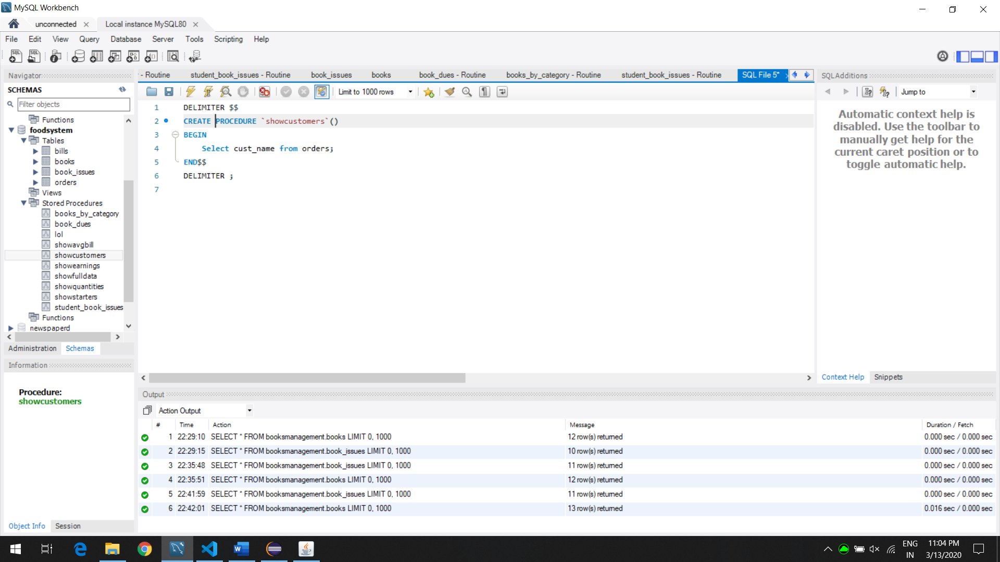 MySQL Workbench
unconnected
Local instance MySQL80
File Edit View Query Database Server Tools Scripting Help
Navigator
SCHEMAS
Filter objects
Functions
foodsystem
Tables
bills
books
book_issues
orders
Views
Stored Procedures
books_by_category
book_dues
lol
showavgbill
showcustomers
showearnings
showfulldata
showquantities
showstarters
student_book_issues
Functions
newspaperd
Administration Schemas
Information
Procedure:
showcustomers
Object Info Session
- Routine student_book_issues - Routine book_issues books book_dues - Routine books_by_category - Routine student_book_issues - Routine SQL File 5*
Limit to 1000 rows
1 DELIMITER $$
2 CREATE PROCEDURE `showcustomers`()
3 BEGIN
4 Select cust_name from orders;
5 END$$
6 DELIMITER ;
7
SQLAdditions
Jump to
Automatic context help is
disabled. Use the toolbar to
manually get help for the
current caret position or to
toggle automatic help.
Context Help Snippets
Output
Action Output
# Time Action Message Duration / Fetch
1 22:29:10 SELECT * FROM booksmanagement.books LIMIT 0, 1000 12 row(s) returned 0.000 sec / 0.000 sec
2 22:29:15 SELECT * FROM booksmanagement.book_issues LIMIT 0, 1000 10 row(s) returned 0.000 sec / 0.000 sec
3 22:35:48 SELECT * FROM booksmanagement.book_issues LIMIT 0, 1000 11 row(s) returned 0.000 sec / 0.000 sec
4 22:35:51 SELECT * FROM booksmanagement.books LIMIT 0, 1000 12 row(s) returned 0.000 sec / 0.000 sec
5 22:41:59 SELECT * FROM booksmanagement.book_issues LIMIT 0, 1000 11 row(s) returned 0.000 sec / 0.000 sec
6 22:42:01 SELECT * FROM booksmanagement.books LIMIT 0, 1000 13 row(s) returned 0.016 sec / 0.000 sec
ENG
IN
11:04 PM
3/13/2020